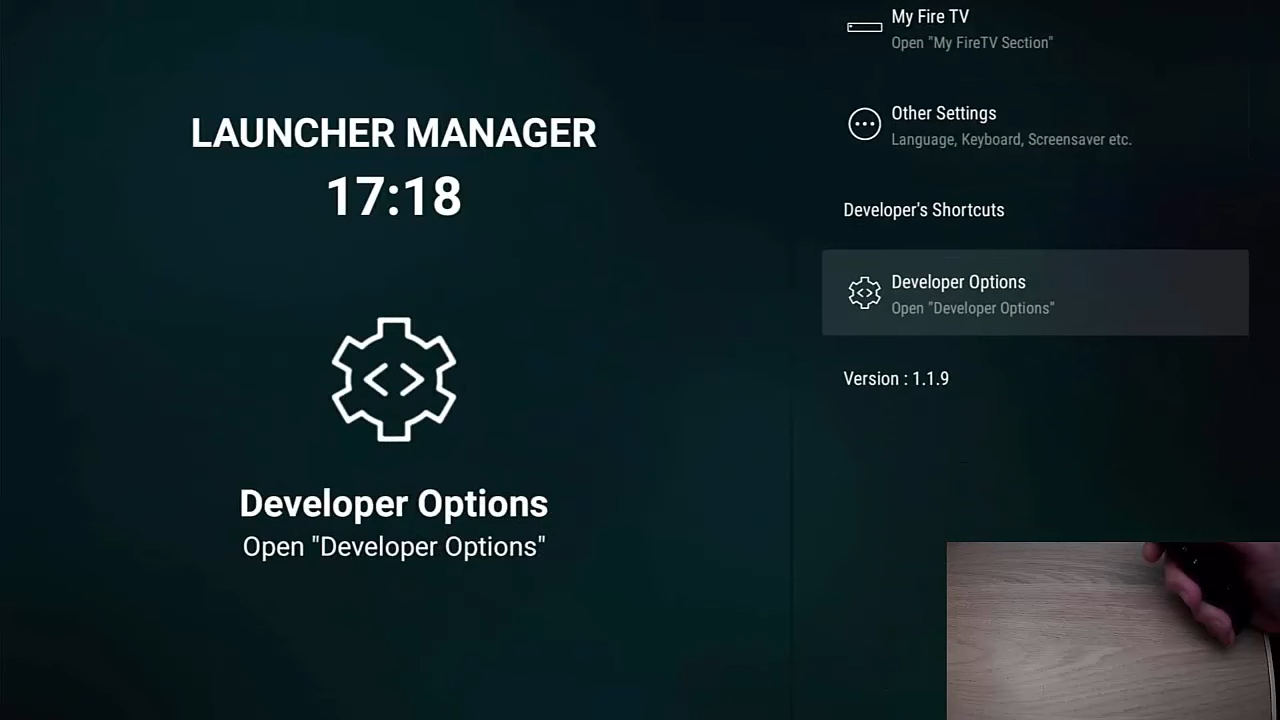 LAUNCHER MANAGER
17:18
Developer Options
Open "Developer Options"
My Fire TV
Open "My FireTV Section"
Other Settings
Language, Keyboard, Screensaver etc.
Developer's Shortcuts
Developer Options
Open "Developer Options"
Version : 1.1.9